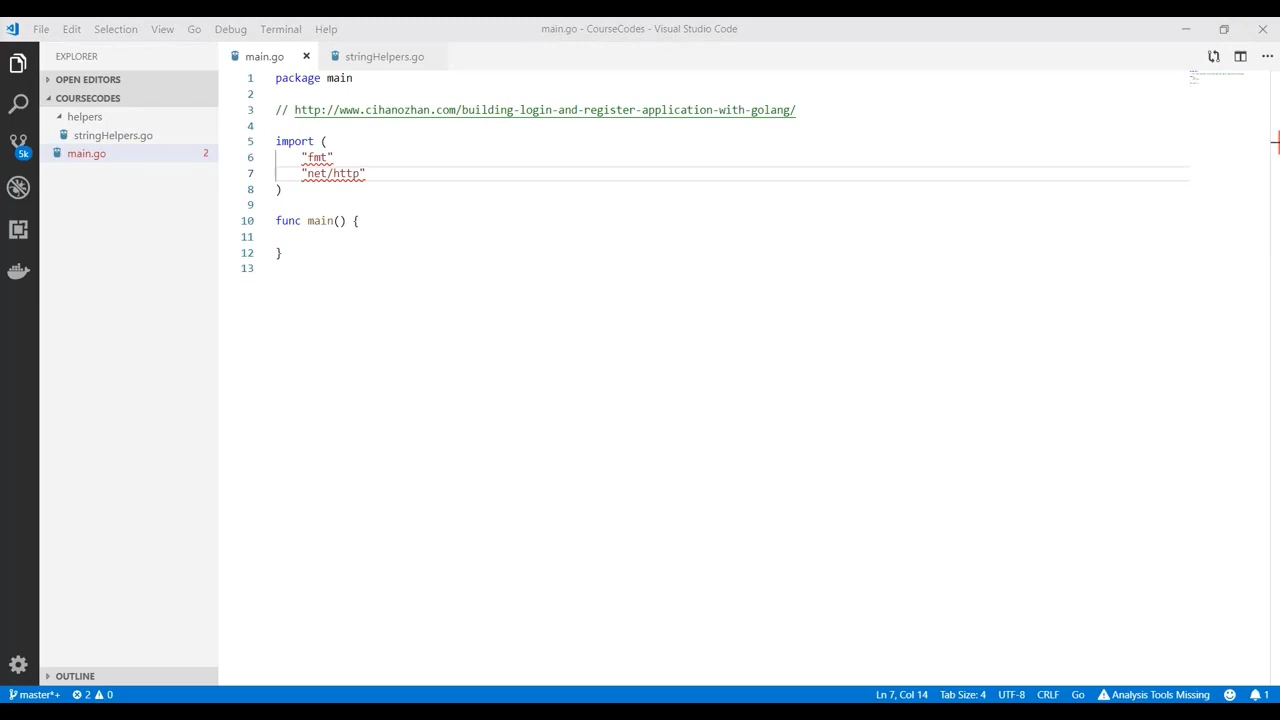 File Edit Selection View Go Debug Terminal Help main.go - CourseCodes - Visual Studio Code
EXPLORER
OPEN EDITORS
COURSECODES
helpers
stringHelpers.go
main.go 2
OUTLINE
5k
main.go × stringHelpers.go
1 package main
2
3 // http://www.cihanozhan.com/building-login-and-register-application-with-golang/
4
5 import (
6 "fmt"
7 "net/http"
8 )
9
10 func main() {
11
12 }
13
master*+ 2 0 Ln 7, Col 14 Tab Size: 4 UTF-8 CRLF Go Analysis Tools Missing 1